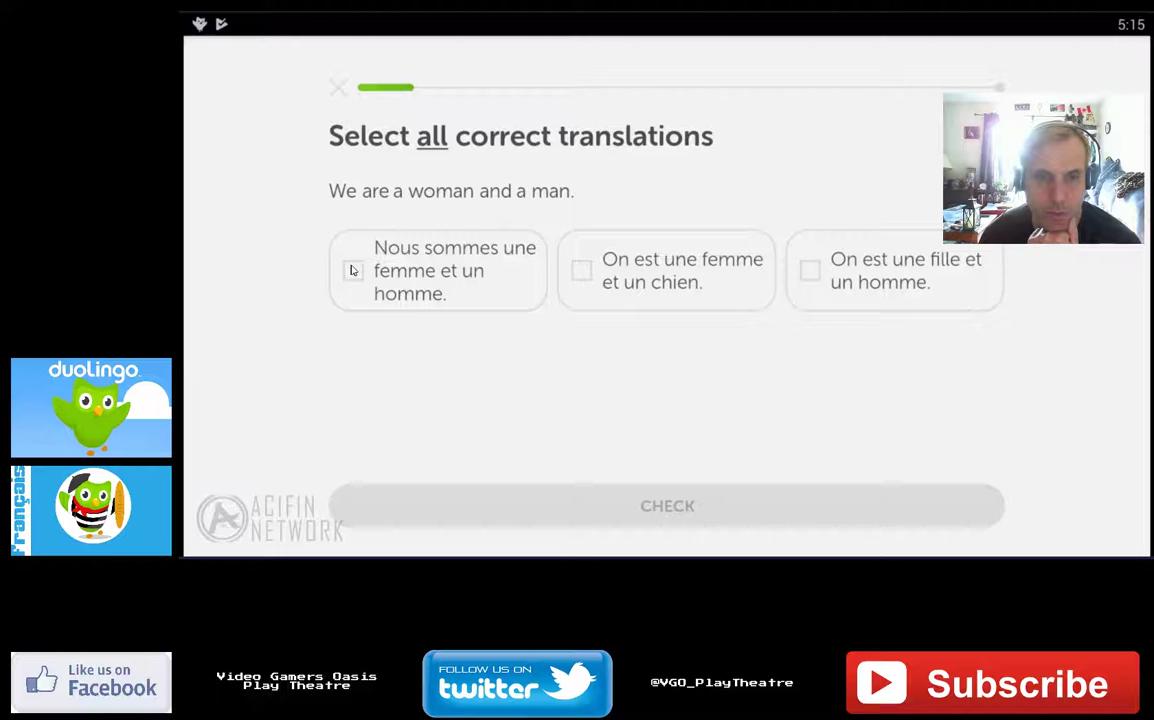 5:15
Select all correct translations
We are a woman and a man.
Nous sommes une
femme et un
homme.
On est une femme
et un chien.
On est une fille et
un homme.
CHECK
ACIFIN
NETWORK
duolingo
Français
Like us on
Facebook
Video Gamers Oasis
Play Theatre
FOLLOW US ON
twitter
@VGO_PlayTheatre
Subscribe